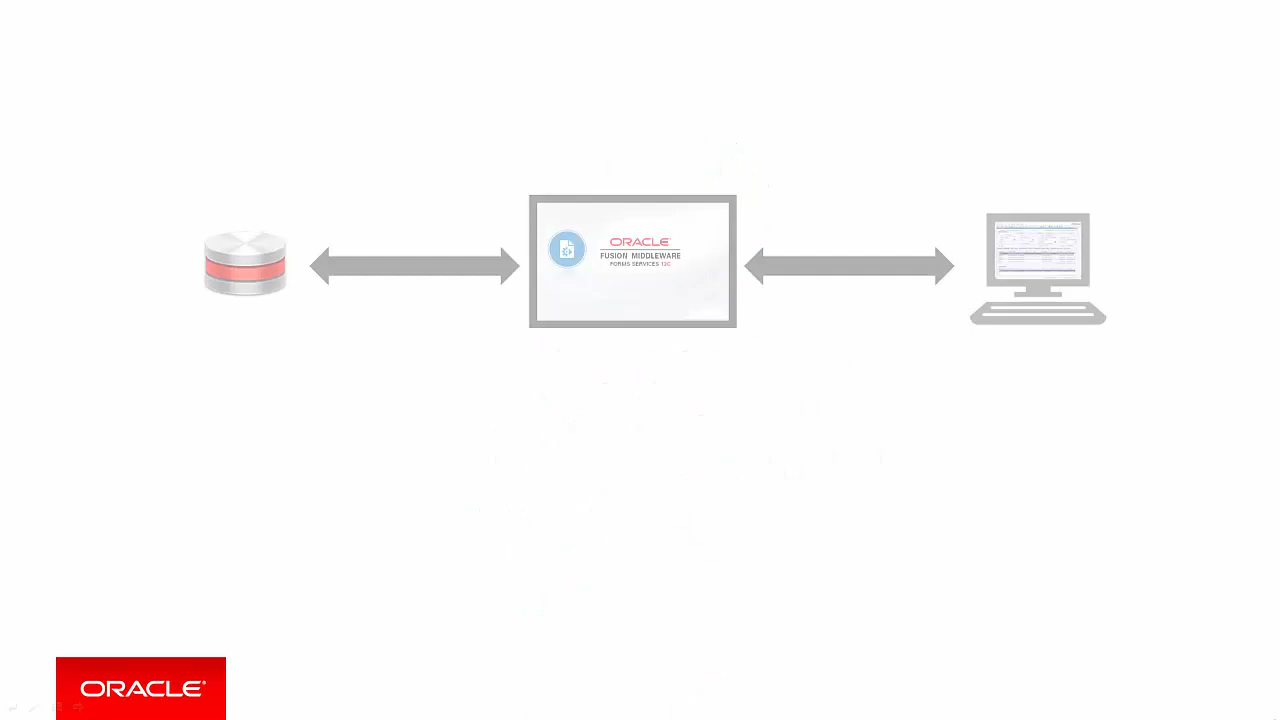 ORACLE
FUSION MIDDLEWARE
FORMS SERVICES 12C
ORACLE